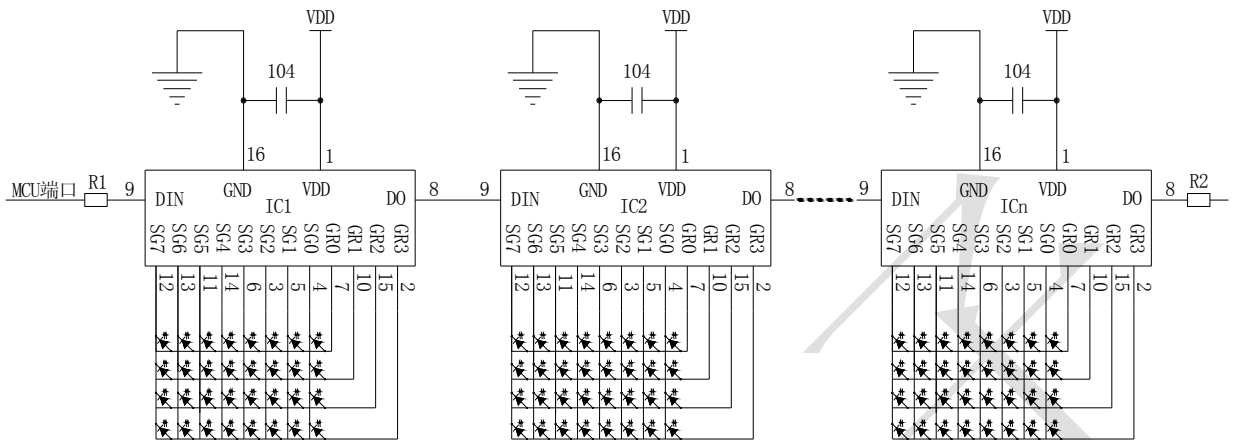 VDD VDD VDD
104 104 104
16 1 16 1 16 1
MCU端口 R1 9 DIN GND VDD DO 8 9 DIN GND VDD DO 8 9 DIN GND VDD DO 8 R2
IC1 IC2 ICn
SG7 SG6 SG5 SG4 SG3 SG2 SG1 SG0 GR0 GR1 GR2 GR3 SG7 SG6 SG5 SG4 SG3 SG2 SG1 SG0 GR0 GR1 GR2 GR3 SG7 SG6 SG5 SG4 SG3 SG2 SG1 SG0 GR0 GR1 GR2 GR3
12 13 11 14 6 3 5 4 7 10 15 2 12 13 11 14 6 3 5 4 7 10 15 2 12 13 11 14 6 3 5 4 7 10 15 2